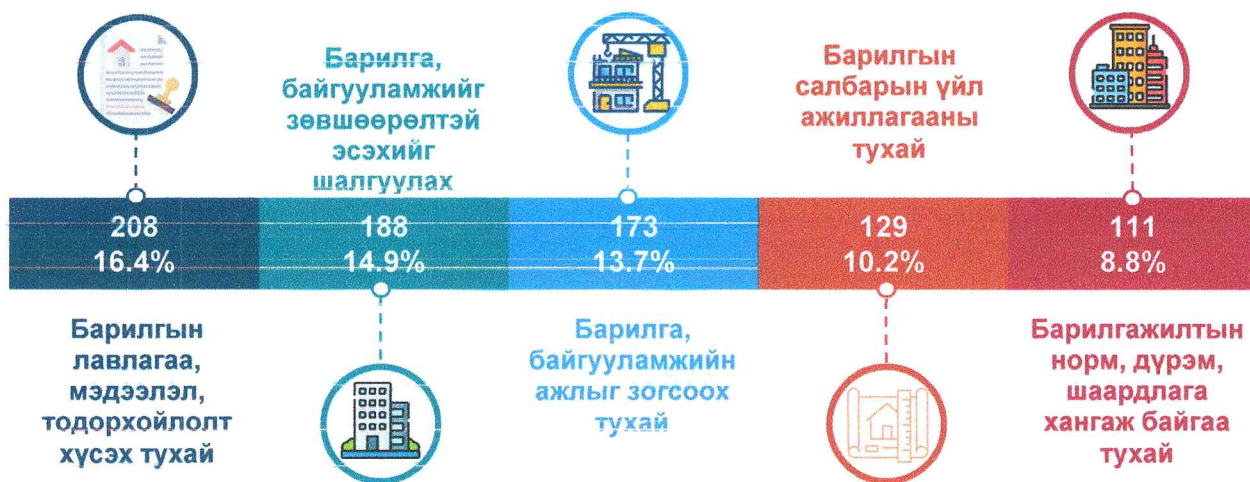 Барилга,
байгууламжийг
зөвшөөрөлтэй
эсэхийг
шалгуулах
Барилгын
салбарын үйл
ажиллагааны
тухай
208
16.4%
188
14.9%
173
13.7%
129
10.2%
111
8.8%
Барилгын
лавлагаа,
мэдээлэл,
тодорхойлолт
хүсэх тухай
Барилга,
байгууламжийн
ажлыг зогсоох
тухай
Барилгажилтын
норм, дүрэм,
шаардлага
хангаж байгаа
тухай